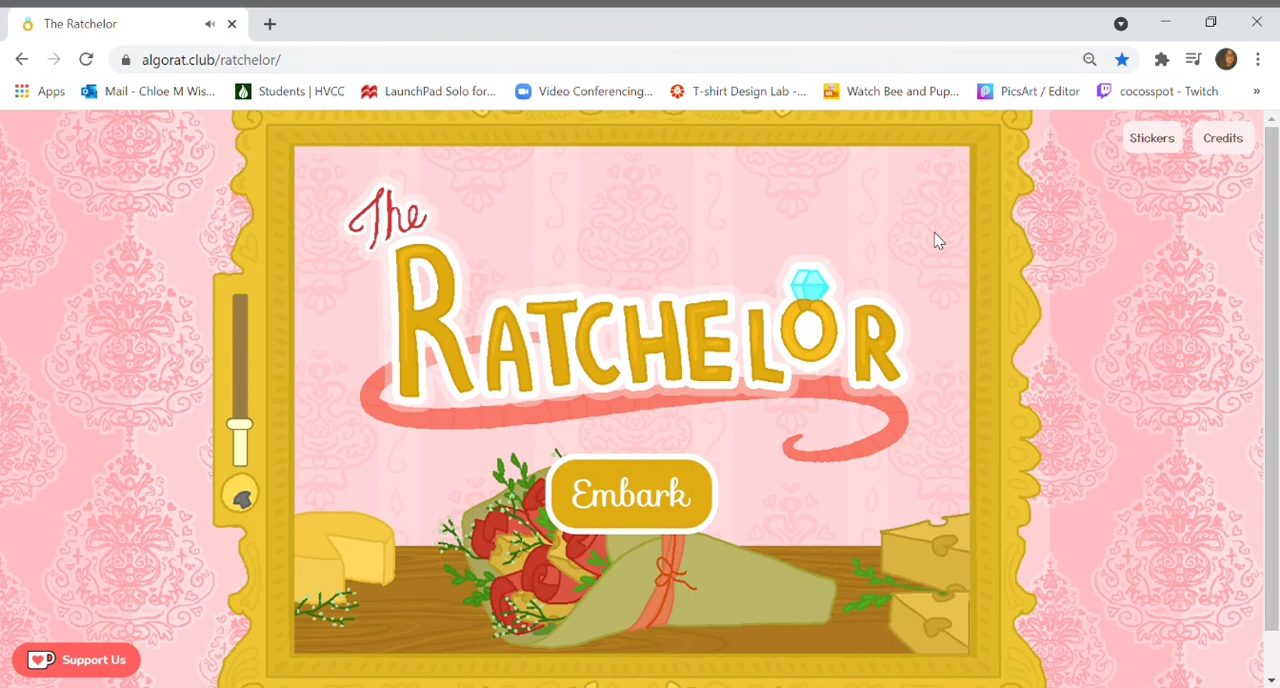 The Ratchelor
algorat.club/ratchelor/
Apps
Mail - Chloe M Wis...
Students | HVCC
LaunchPad Solo for...
Video Conferencing...
T-shirt Design Lab -...
Watch Bee and Pup...
PicsArt / Editor
cocosspot - Twitch
»
Stickers
Credits
The
RATCHELOR
Embark
Support Us